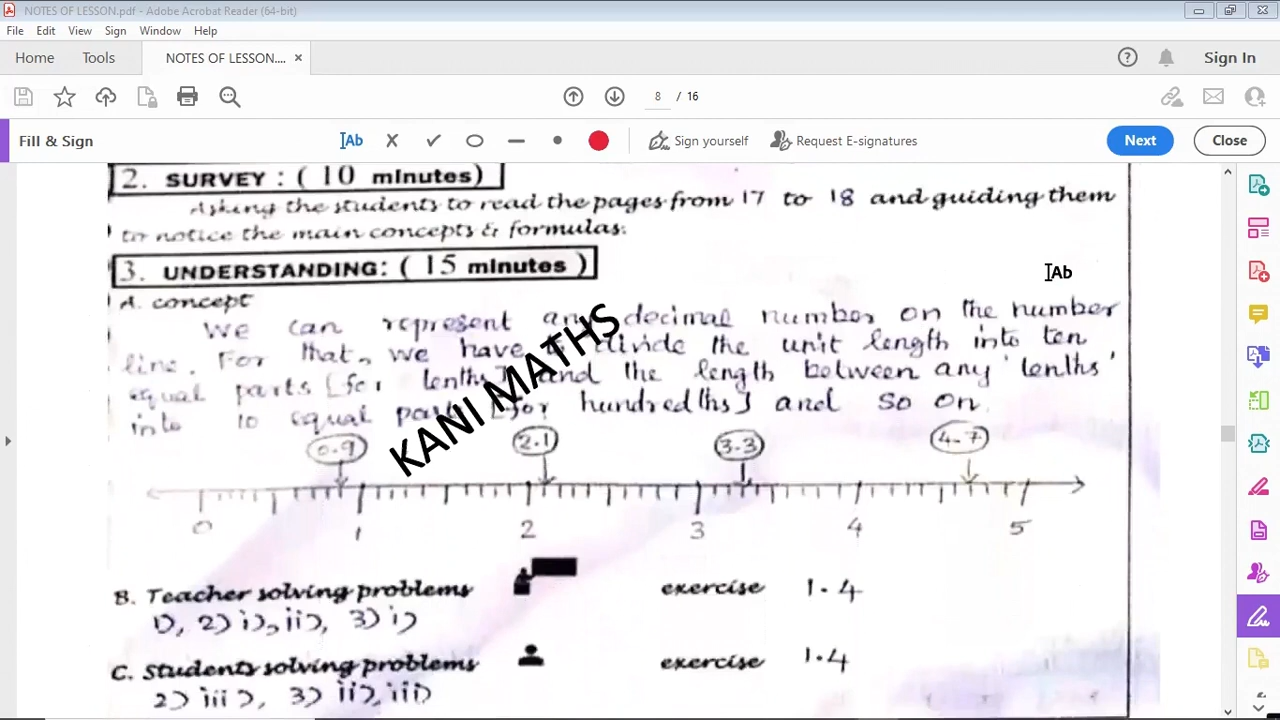 NOTES OF LESSON.pdf - Adobe Acrobat Reader (64-bit)
File Edit View Sign Window Help
Home Tools NOTES OF LESSON.... × Sign In
8 / 16
Fill & Sign Ab Sign yourself Request E-signatures Next Close
2. SURVEY : ( 10 minutes)
Asking the students to read the pages from 17 to 18 and guiding them
to notice the main concepts & formulas.
3. UNDERSTANDING: ( 15 minutes )
Ab
A. concept
We can represent any decimal number on the number
line. For that, we have to divide the unit length into ten
equal parts [for tenths] and the length between any 'tenths'
into 10 equal parts [for hundredths] and so on.
KANI MATHS
0.9 2.1 3.3 4.7
0 1 2 3 4 5
B. Teacher solving problems exercise 1.4
1), 2) i), ii), 3) i)
C. Students solving problems exercise 1.4
2) iii), 3) ii), iii)